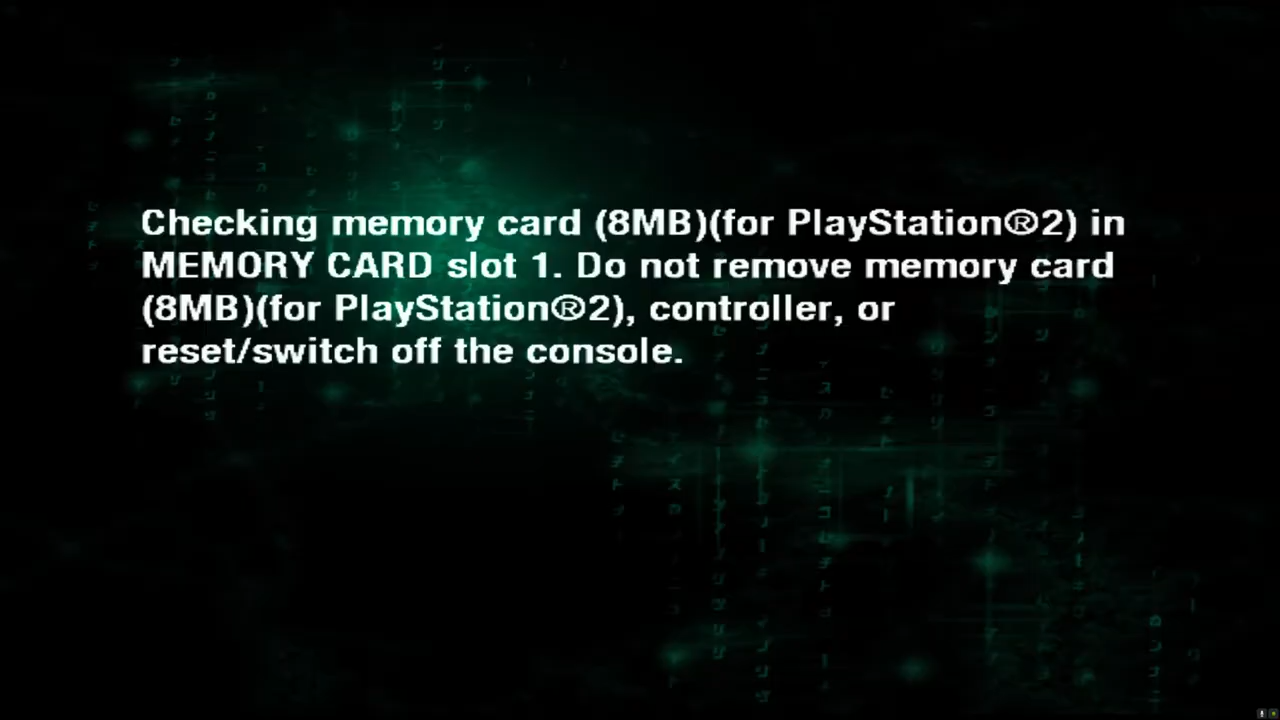 Checking memory card (8MB)(for PlayStation®2) in
MEMORY CARD slot 1. Do not remove memory card
(8MB)(for PlayStation®2), controller, or
reset/switch off the console.